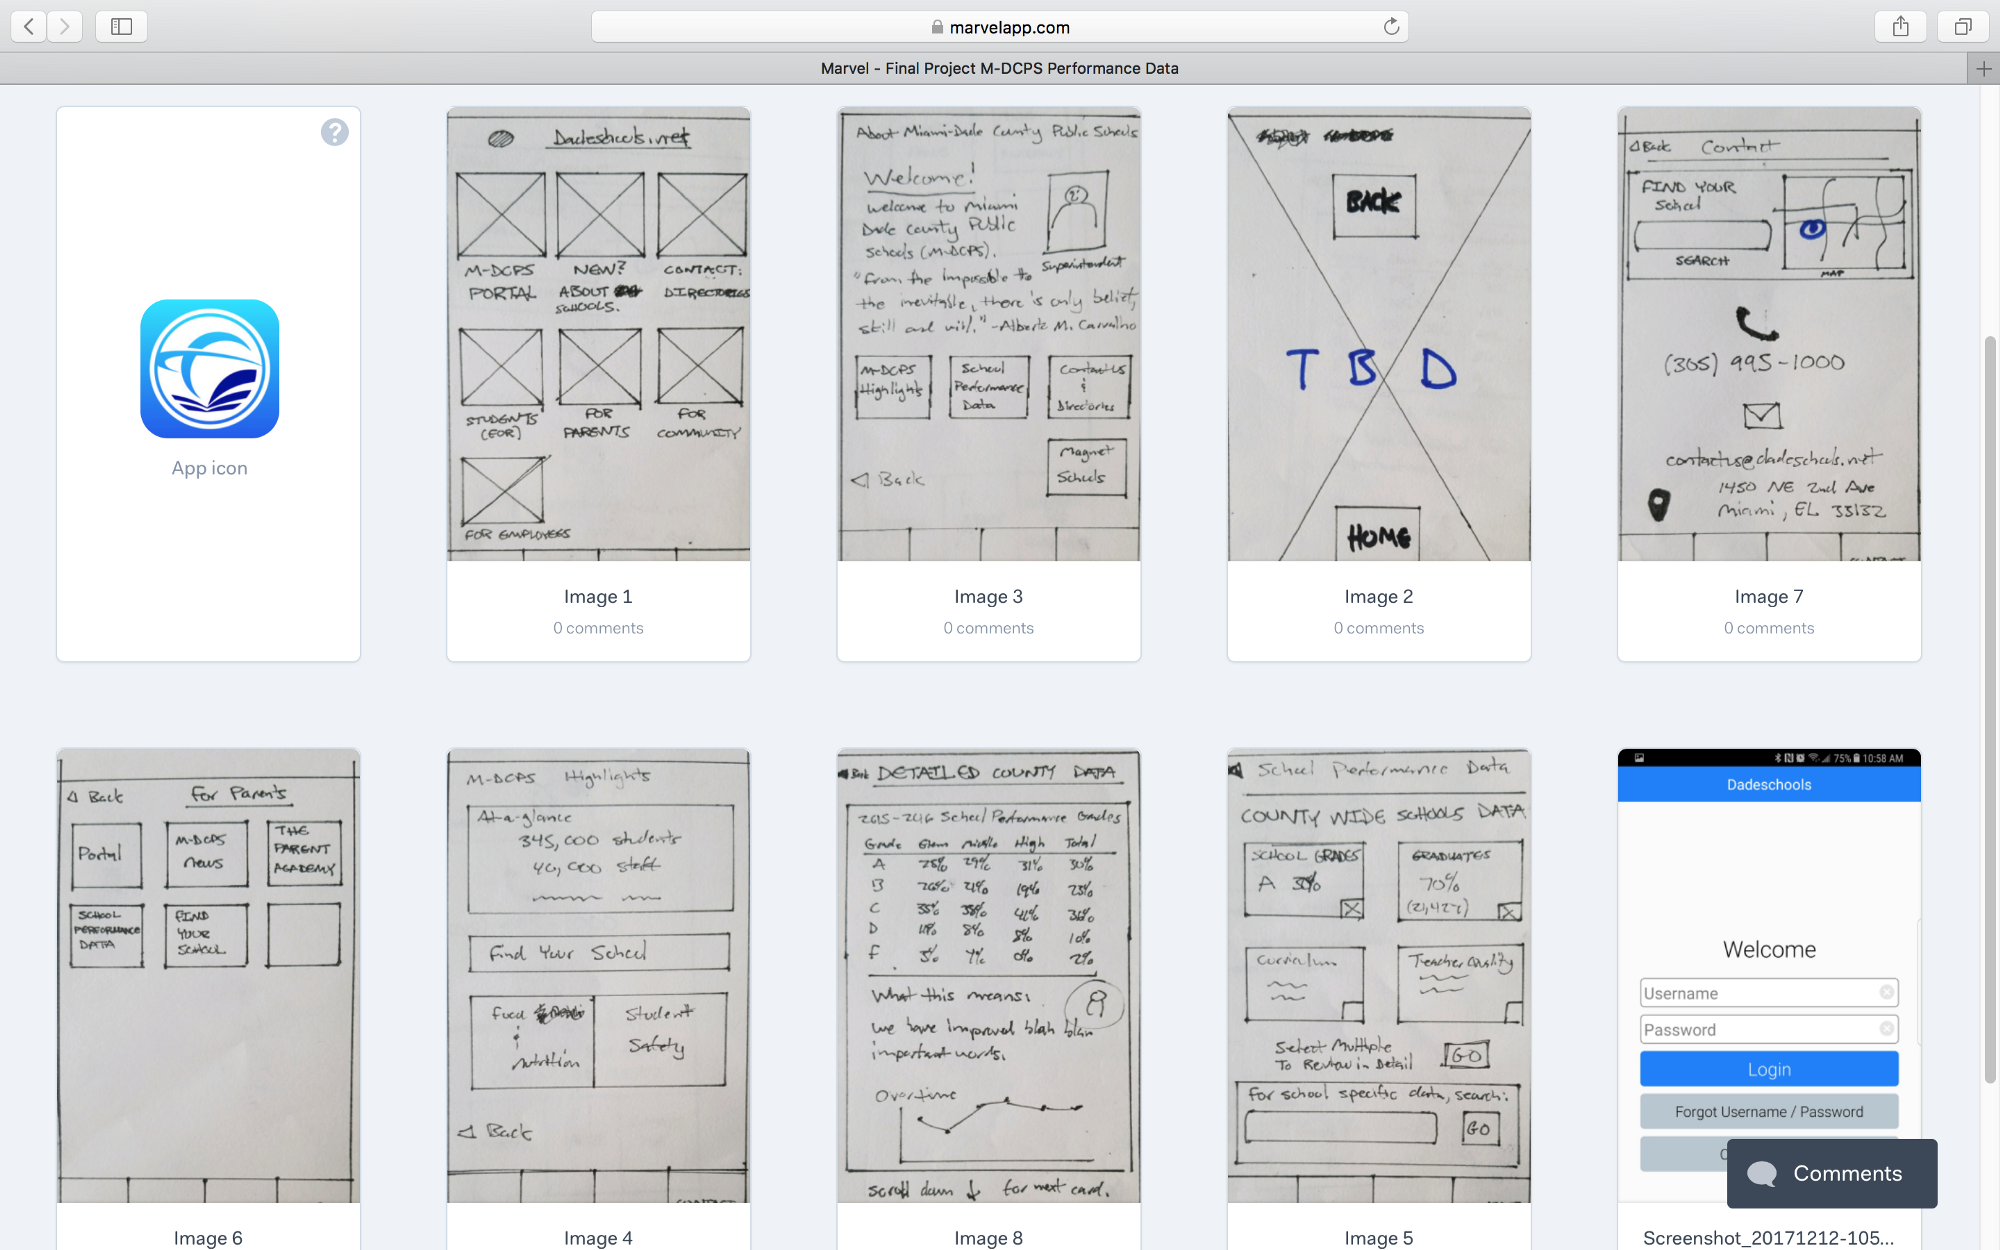 marvelapp.com
Marvel - Final Project M-DCPS Performance Data
?
App icon
Dadeschools.net
M-DCPS
PORTAL
NEW?
ABOUT
SCHOOLS.
CONTACT:
DIRECTORIES
STUDENTS
(FOR)
FOR
PARENTS
FOR
COMMUNITY
FOR EMPLOYEES
Image 1
0 comments
About Miami-Dade County Public Schools
Welcome!
Welcome to Miami
Dade County Public
Schools (M-DCPS).
Superintendent
"From the impossible to
the inevitable, there is only belief,
skill and will." -Alberto M. Carvalho
M-DCPS
Highlights
School
Performance
Data
Contact Us
&
Directories
Magnet
Schools
Back
Image 3
0 comments
BACK
TBD
HOME
Image 2
0 comments
Back Contact
FIND YOUR
School
SEARCH
MAP
(305) 995-1000
contactus@dadeschools.net
1450 NE 2nd Ave
Miami, FL 33132
Image 7
0 comments
Back For Parents
Portal
M-DCPS
News
THE
PARENT
ACADEMY
SCHOOL
PERFORMANCE
DATA
FIND
YOUR
SCHOOL
Image 6
M-DCPS Highlights
At-a-glance
345,000 students
40,000 staff
Find Your School
Food
&
Nutrition
Student
Safety
Back
Image 4
Back DETAILED COUNTY DATA
2015-2016 School Performance Grades
Grade Elem Middle High Total
A 25% 29% 31% 30%
B 26% 21% 19% 23%
C 35% 38% 41% 36%
D 11% 8% 8% 10%
F 3% 4% 0% 2%
What this means:
we have improved blah blah
important words.
Overtime
scroll down for next card.
Image 8
School Performance Data
COUNTY WIDE SCHOOLS DATA
SCHOOL GRADES
A 30%
GRADUATES
70%
Curriculum
Teacher Quality
Select Multiple
To Review in Detail GO
For school specific data, search:
GO
Image 5
75% 10:58 AM
Dadeschools
Welcome
Username
Password
Login
Forgot Username / Password
Comments
Screenshot_20171212-105...